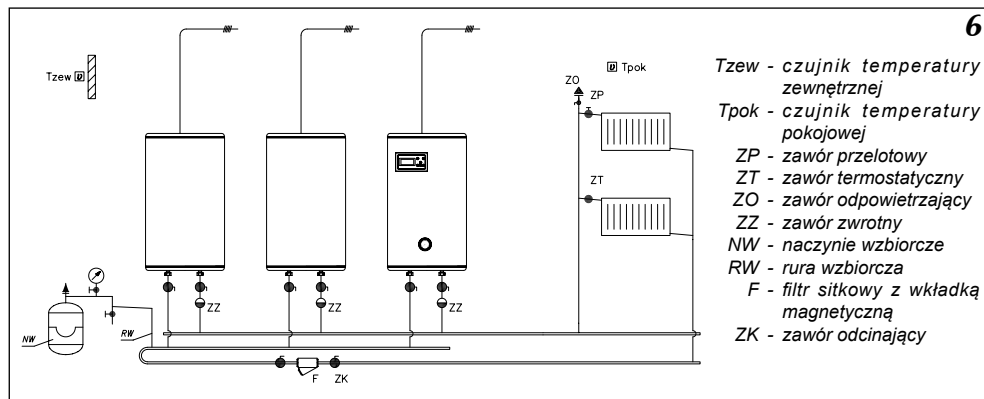 6
Tzew
Tpok
ZO
ZP
ZT
ZZ
ZZ
ZZ
NW
RW
F
ZK
Tzew - czujnik temperatury
zewnętrznej
Tpok - czujnik temperatury
pokojowej
ZP - zawór przelotowy
ZT - zawór termostatyczny
ZO - zawór odpowietrzający
ZZ - zawór zwrotny
NW - naczynie wzbiorcze
RW - rura wzbiorcza
F - filtr sitkowy z wkładką
magnetyczną
ZK - zawór odcinający